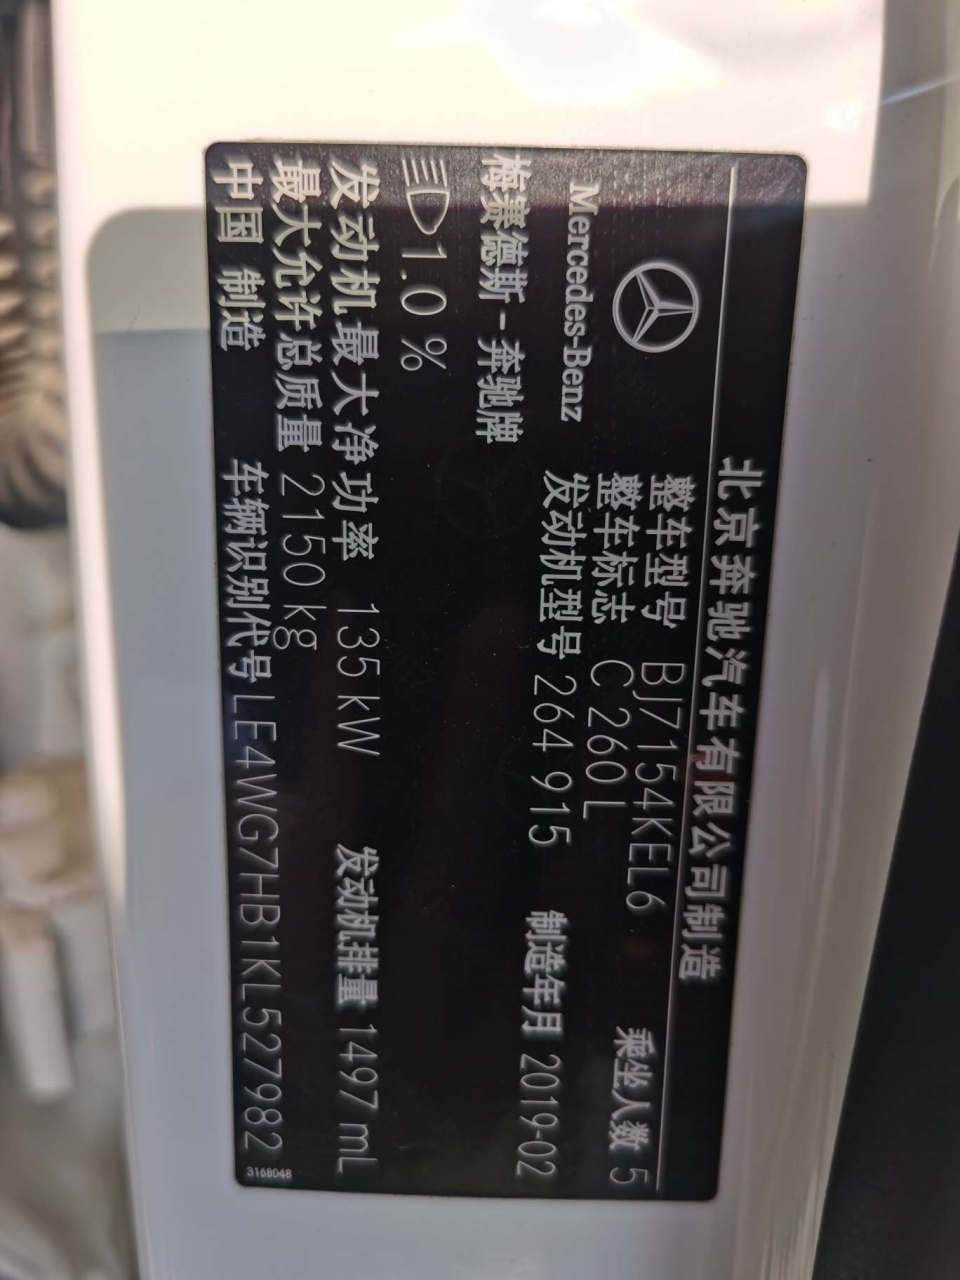 北京奔驰汽车有限公司制造
Mercedes-Benz
梅赛德斯-奔驰牌
整车型号 BJ7154KEL6 乘坐人数 5
整车标志 C 260 L
发动机型号 264 915 制造年月 2019-02
1.0 %
发动机最大净功率 135 kW 发动机排量 1497 mL
最大允许总质量 2150 kg
中国 制造 车辆识别代号 LE4WG7HB1KL527982
3168048